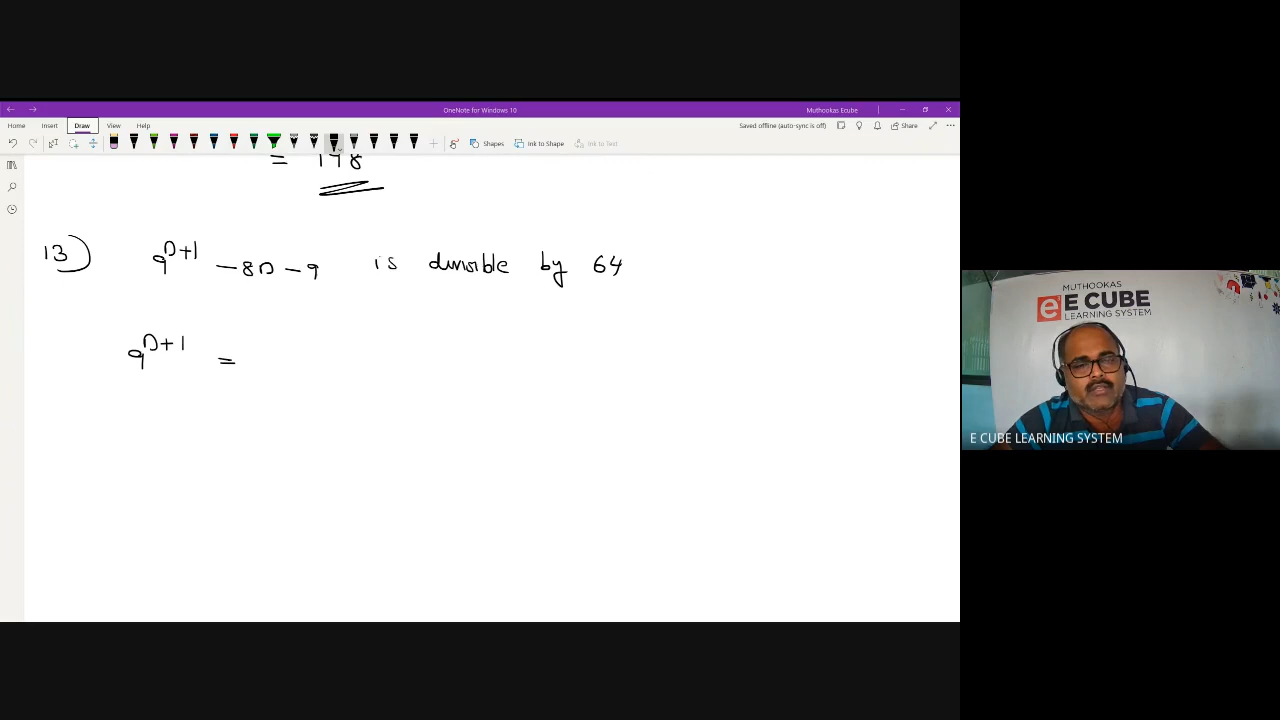 OneNote for Windows 10
Muthookas Ecube
Home Insert Draw View Help
Saved offline (auto-sync is off)
Share
Shapes
Ink to Shape
Ink to Text
= 198
13) 9^{n+1} - 8n - 9 is divisible by 64
9^{n+1} =
MUTHOOKAS
e E CUBE
LEARNING SYSTEM
E CUBE LEARNING SYSTEM